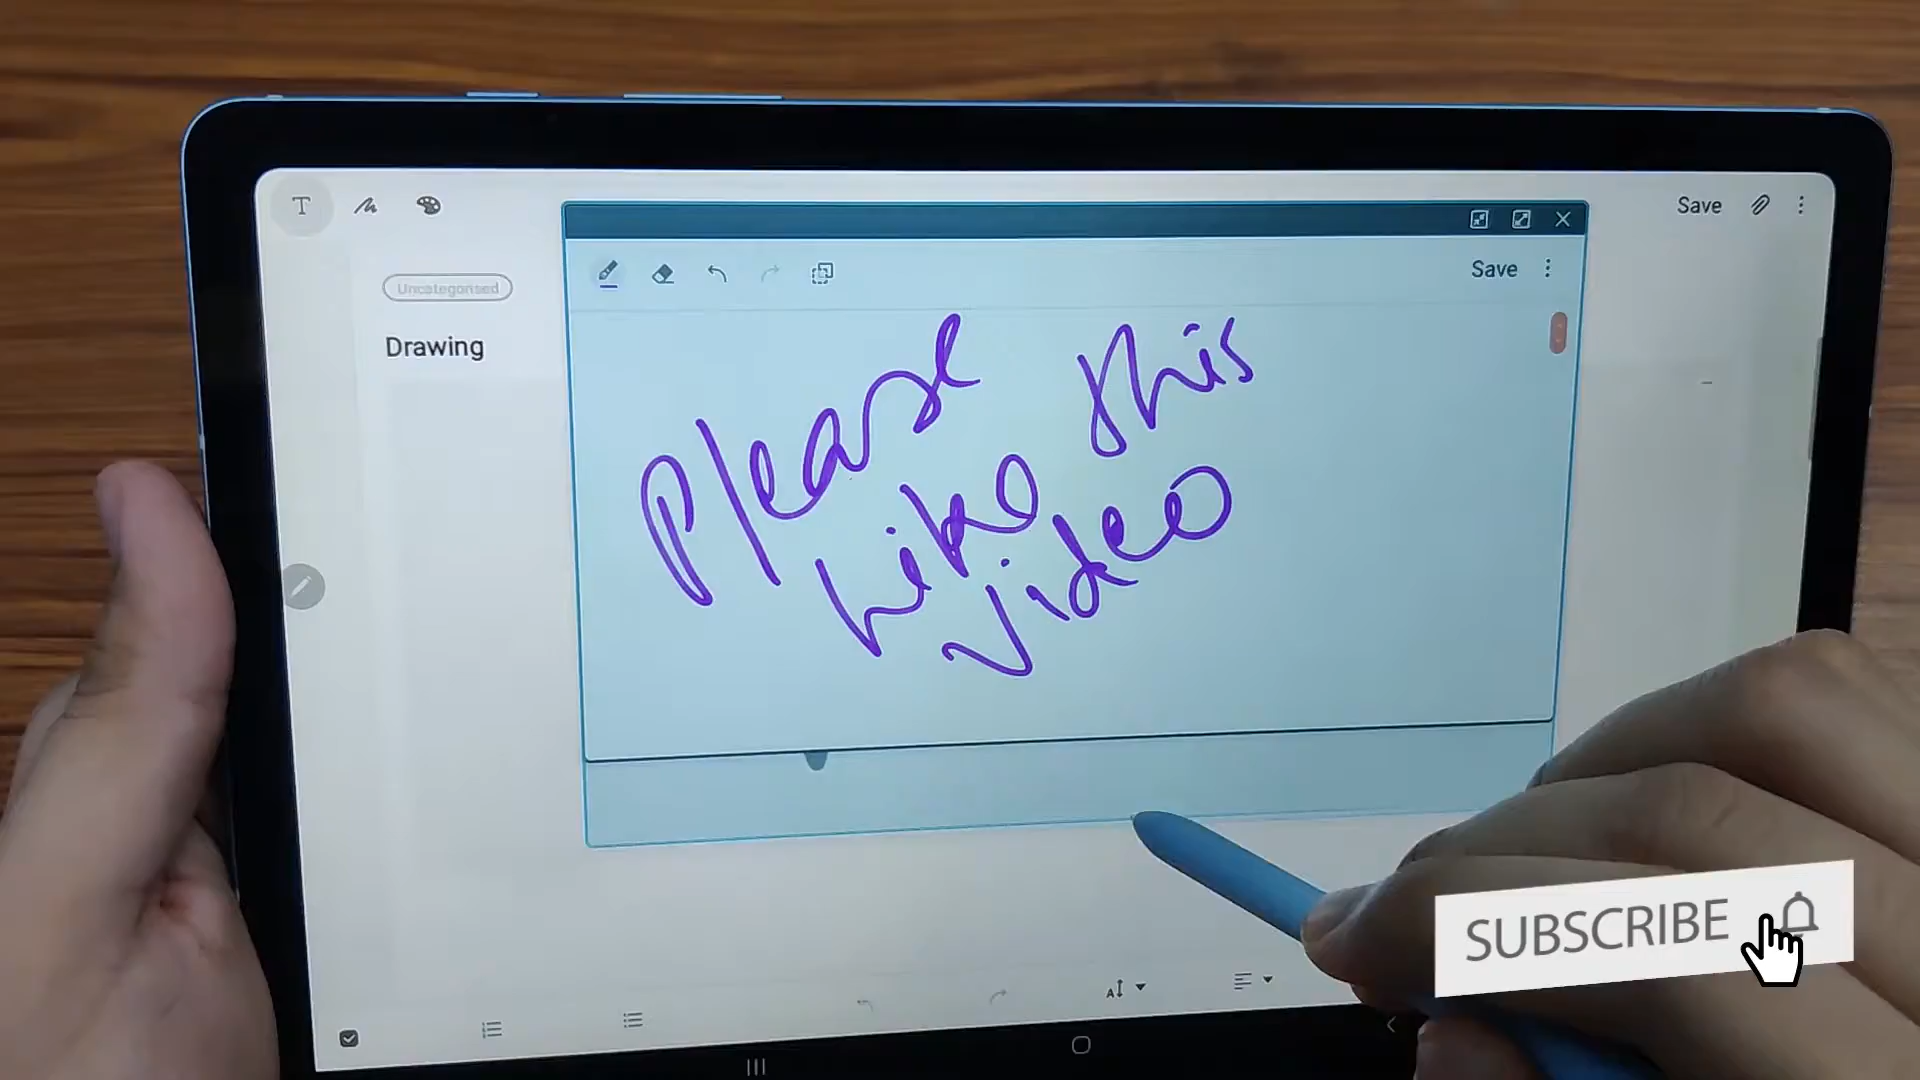 T
Save
Save
Uncategorised
Drawing
Please
Like this
Video
SUBSCRIBE